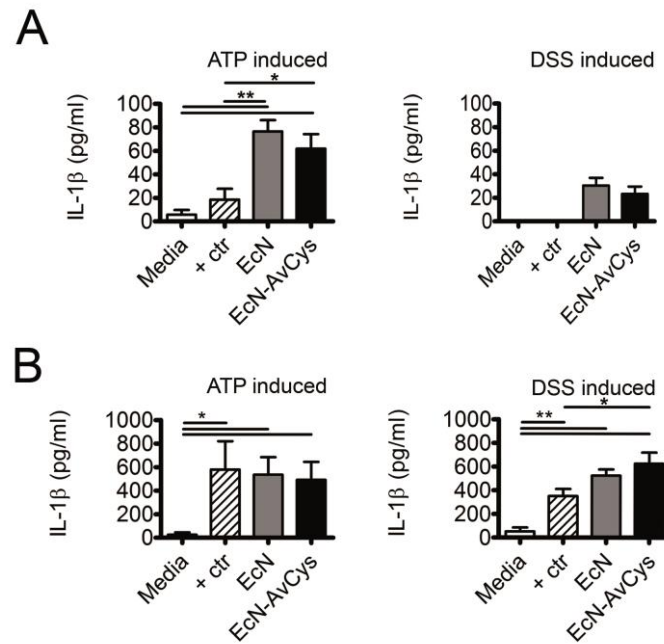 A
ATP induced
*
**
IL-1β (pg/ml)
100
80
60
40
20
0
Media
+ ctr
EcN
EcN-AvCys
DSS induced
IL-1β (pg/ml)
100
80
60
40
20
0
Media
+ ctr
EcN
EcN-AvCys
B
ATP induced
*
IL-1β (pg/ml)
1000
800
600
400
200
0
Media
+ ctr
EcN
EcN-AvCys
DSS induced
*
**
IL-1β (pg/ml)
1000
800
600
400
200
0
Media
+ ctr
EcN
EcN-AvCys